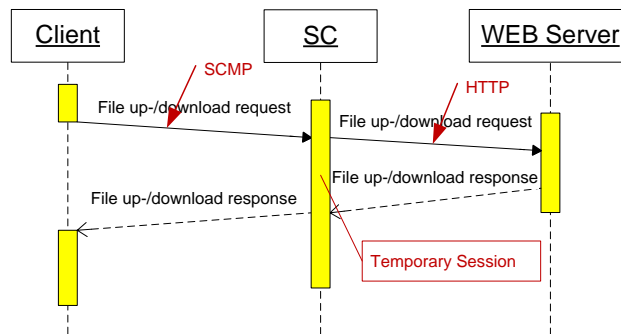 Client
SC
WEB Server
SCMP
HTTP
File up-/download request
File up-/download request
File up-/download response
File up-/download response
Temporary Session